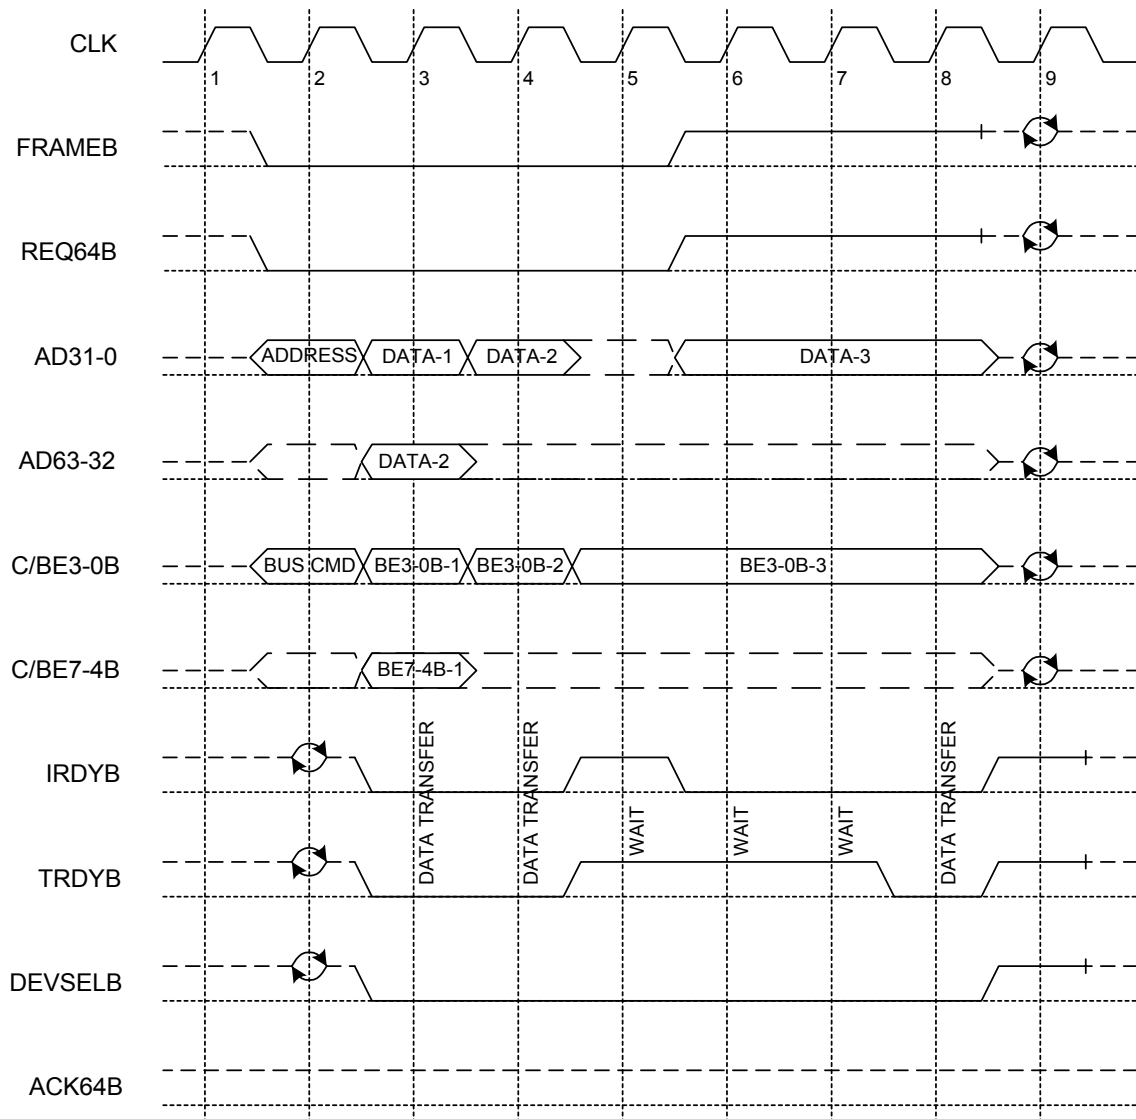 CLK
1 2 3 4 5 6 7 8 9
FRAMEB
REQ64B
AD31-0
ADDRESS DATA-1 DATA-2 DATA-3
AD63-32
DATA-2
C/BE3-0B
BUS CMD BE3-0B-1 BE3-0B-2 BE3-0B-3
C/BE7-4B
BE7-4B-1
IRDYB
DATA TRANSFER
DATA TRANSFER
WAIT
WAIT
WAIT
DATA TRANSFER
TRDYB
DEVSELB
ACK64B